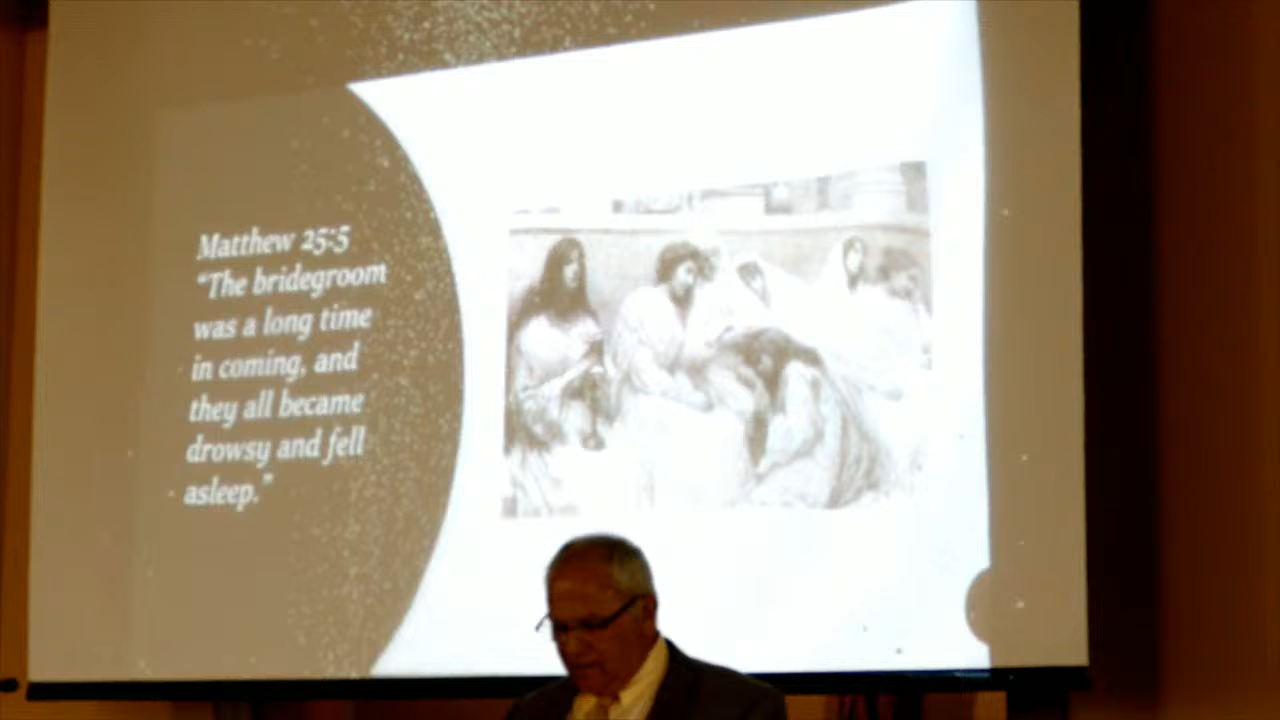 Matthew 25:5
“The bridegroom
was a long time
in coming, and
they all became
drowsy and fell
asleep.”